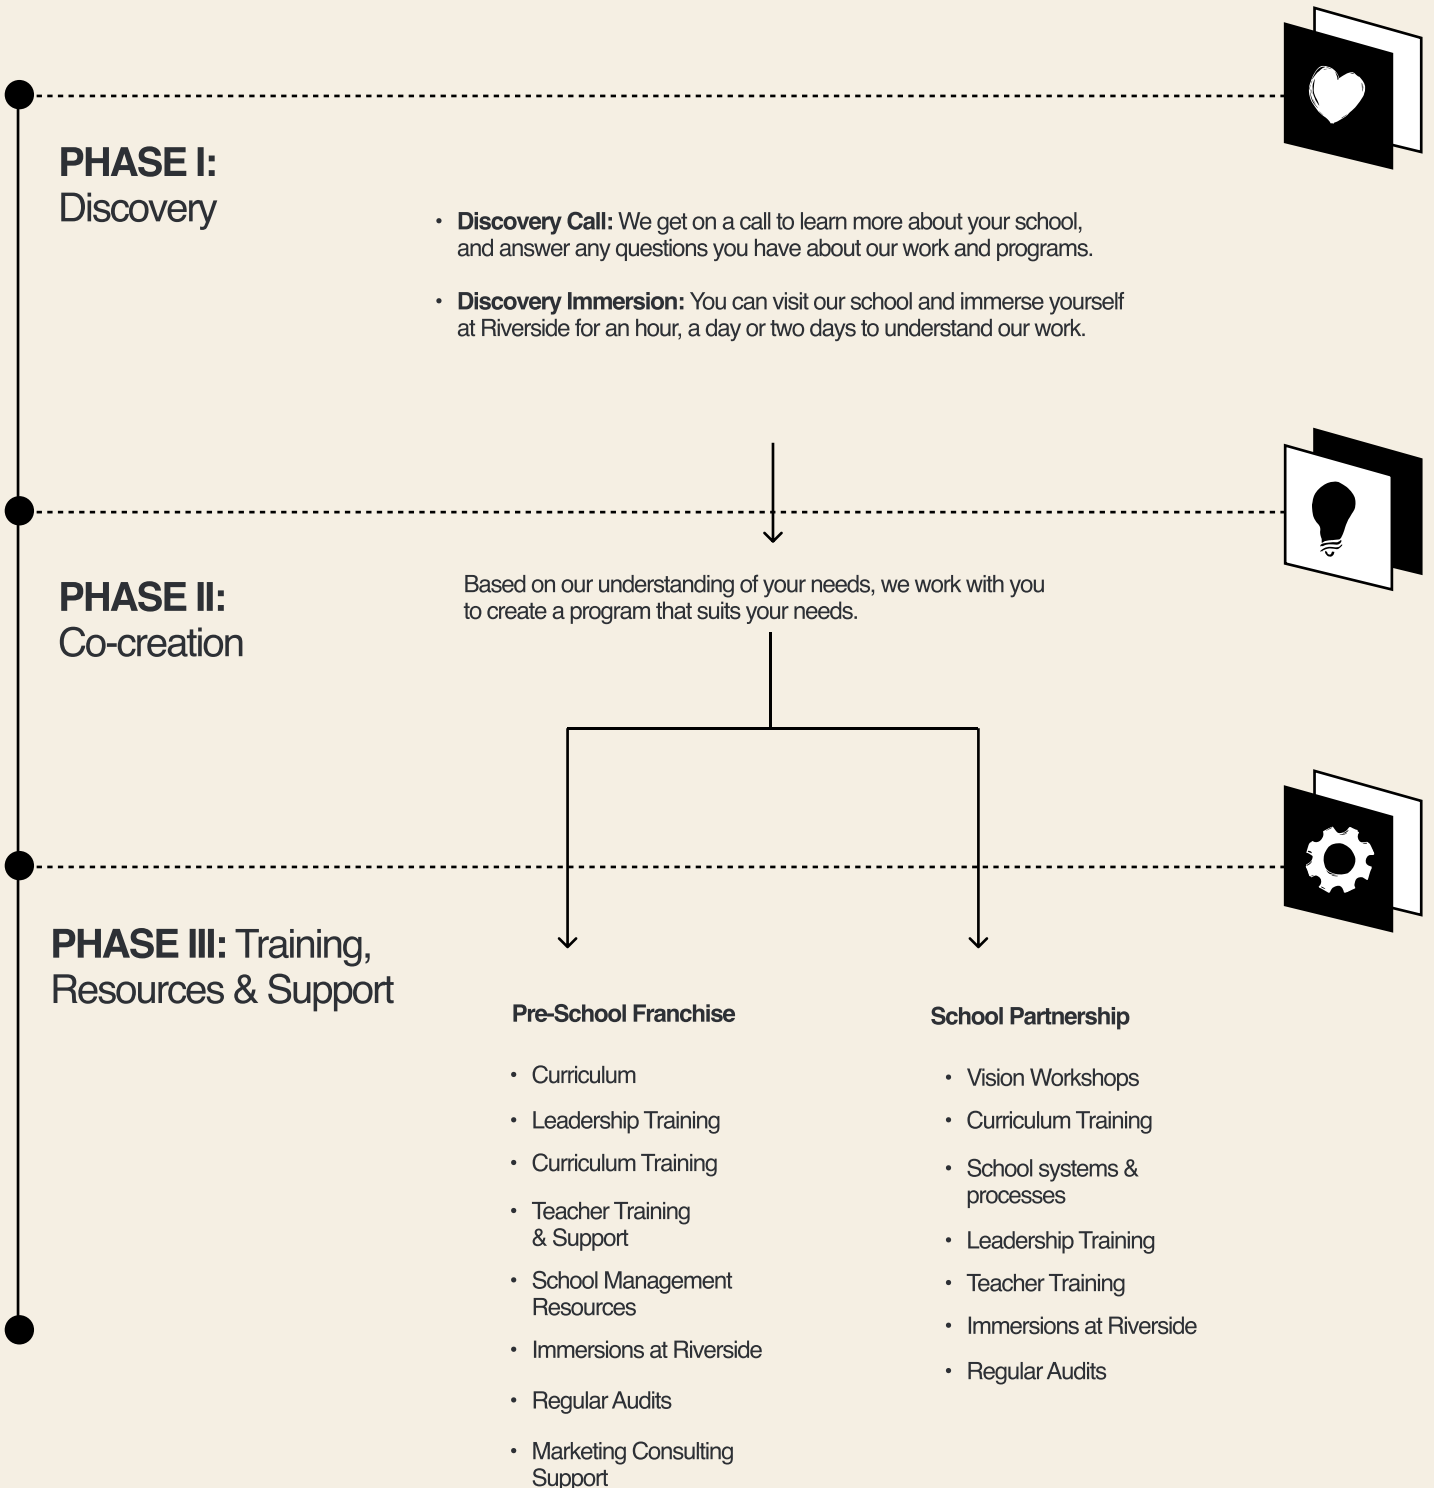 PHASE I:
Discovery
• Discovery Call: We get on a call to learn more about your school,
and answer any questions you have about our work and programs.
• Discovery Immersion: You can visit our school and immerse yourself
at Riverside for an hour, a day or two days to understand our work.
PHASE II:
Co-creation
Based on our understanding of your needs, we work with you
to create a program that suits your needs.
PHASE III: Training,
Resources & Support
Pre-School Franchise
• Curriculum
• Leadership Training
• Curriculum Training
• Teacher Training
& Support
• School Management
Resources
• Immersions at Riverside
• Regular Audits
• Marketing Consulting
Support
School Partnership
• Vision Workshops
• Curriculum Training
• School systems &
processes
• Leadership Training
• Teacher Training
• Immersions at Riverside
• Regular Audits